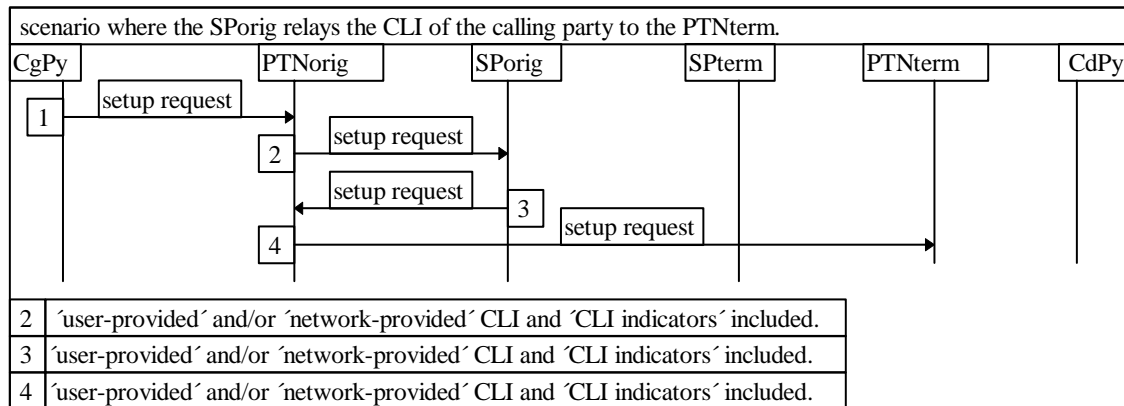 scenario where the SPorig relays the CLI of the calling party to the PTNterm.
CgPy PTNorig SPorig SPterm PTNterm CdPy
setup request
1
setup request
2
setup request
3
setup request
4
2 ´user-provided´ and/or ´network-provided´ CLI and ´CLI indicators´ included.
3 ´user-provided´ and/or ´network-provided´ CLI and ´CLI indicators´ included.
4 ´user-provided´ and/or ´network-provided´ CLI and ´CLI indicators´ included.